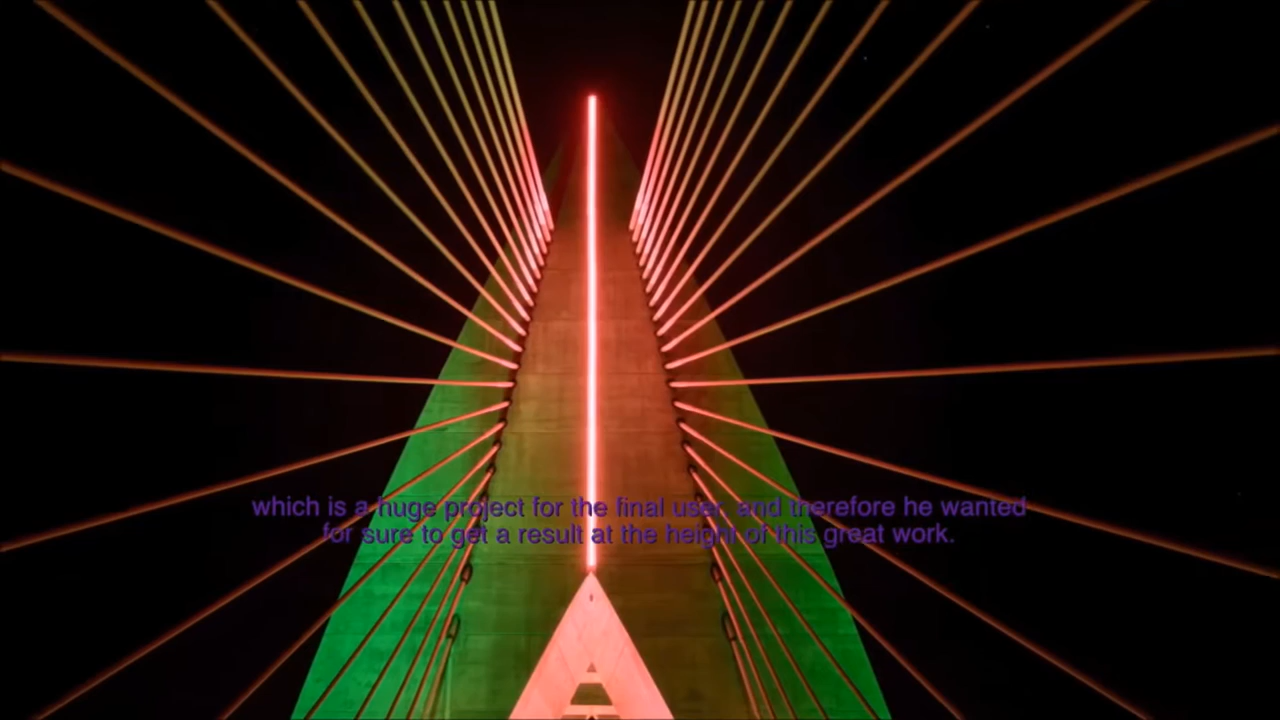 which is a huge project for the final user, and therefore he wanted
for sure to get a result at the height of this great work.